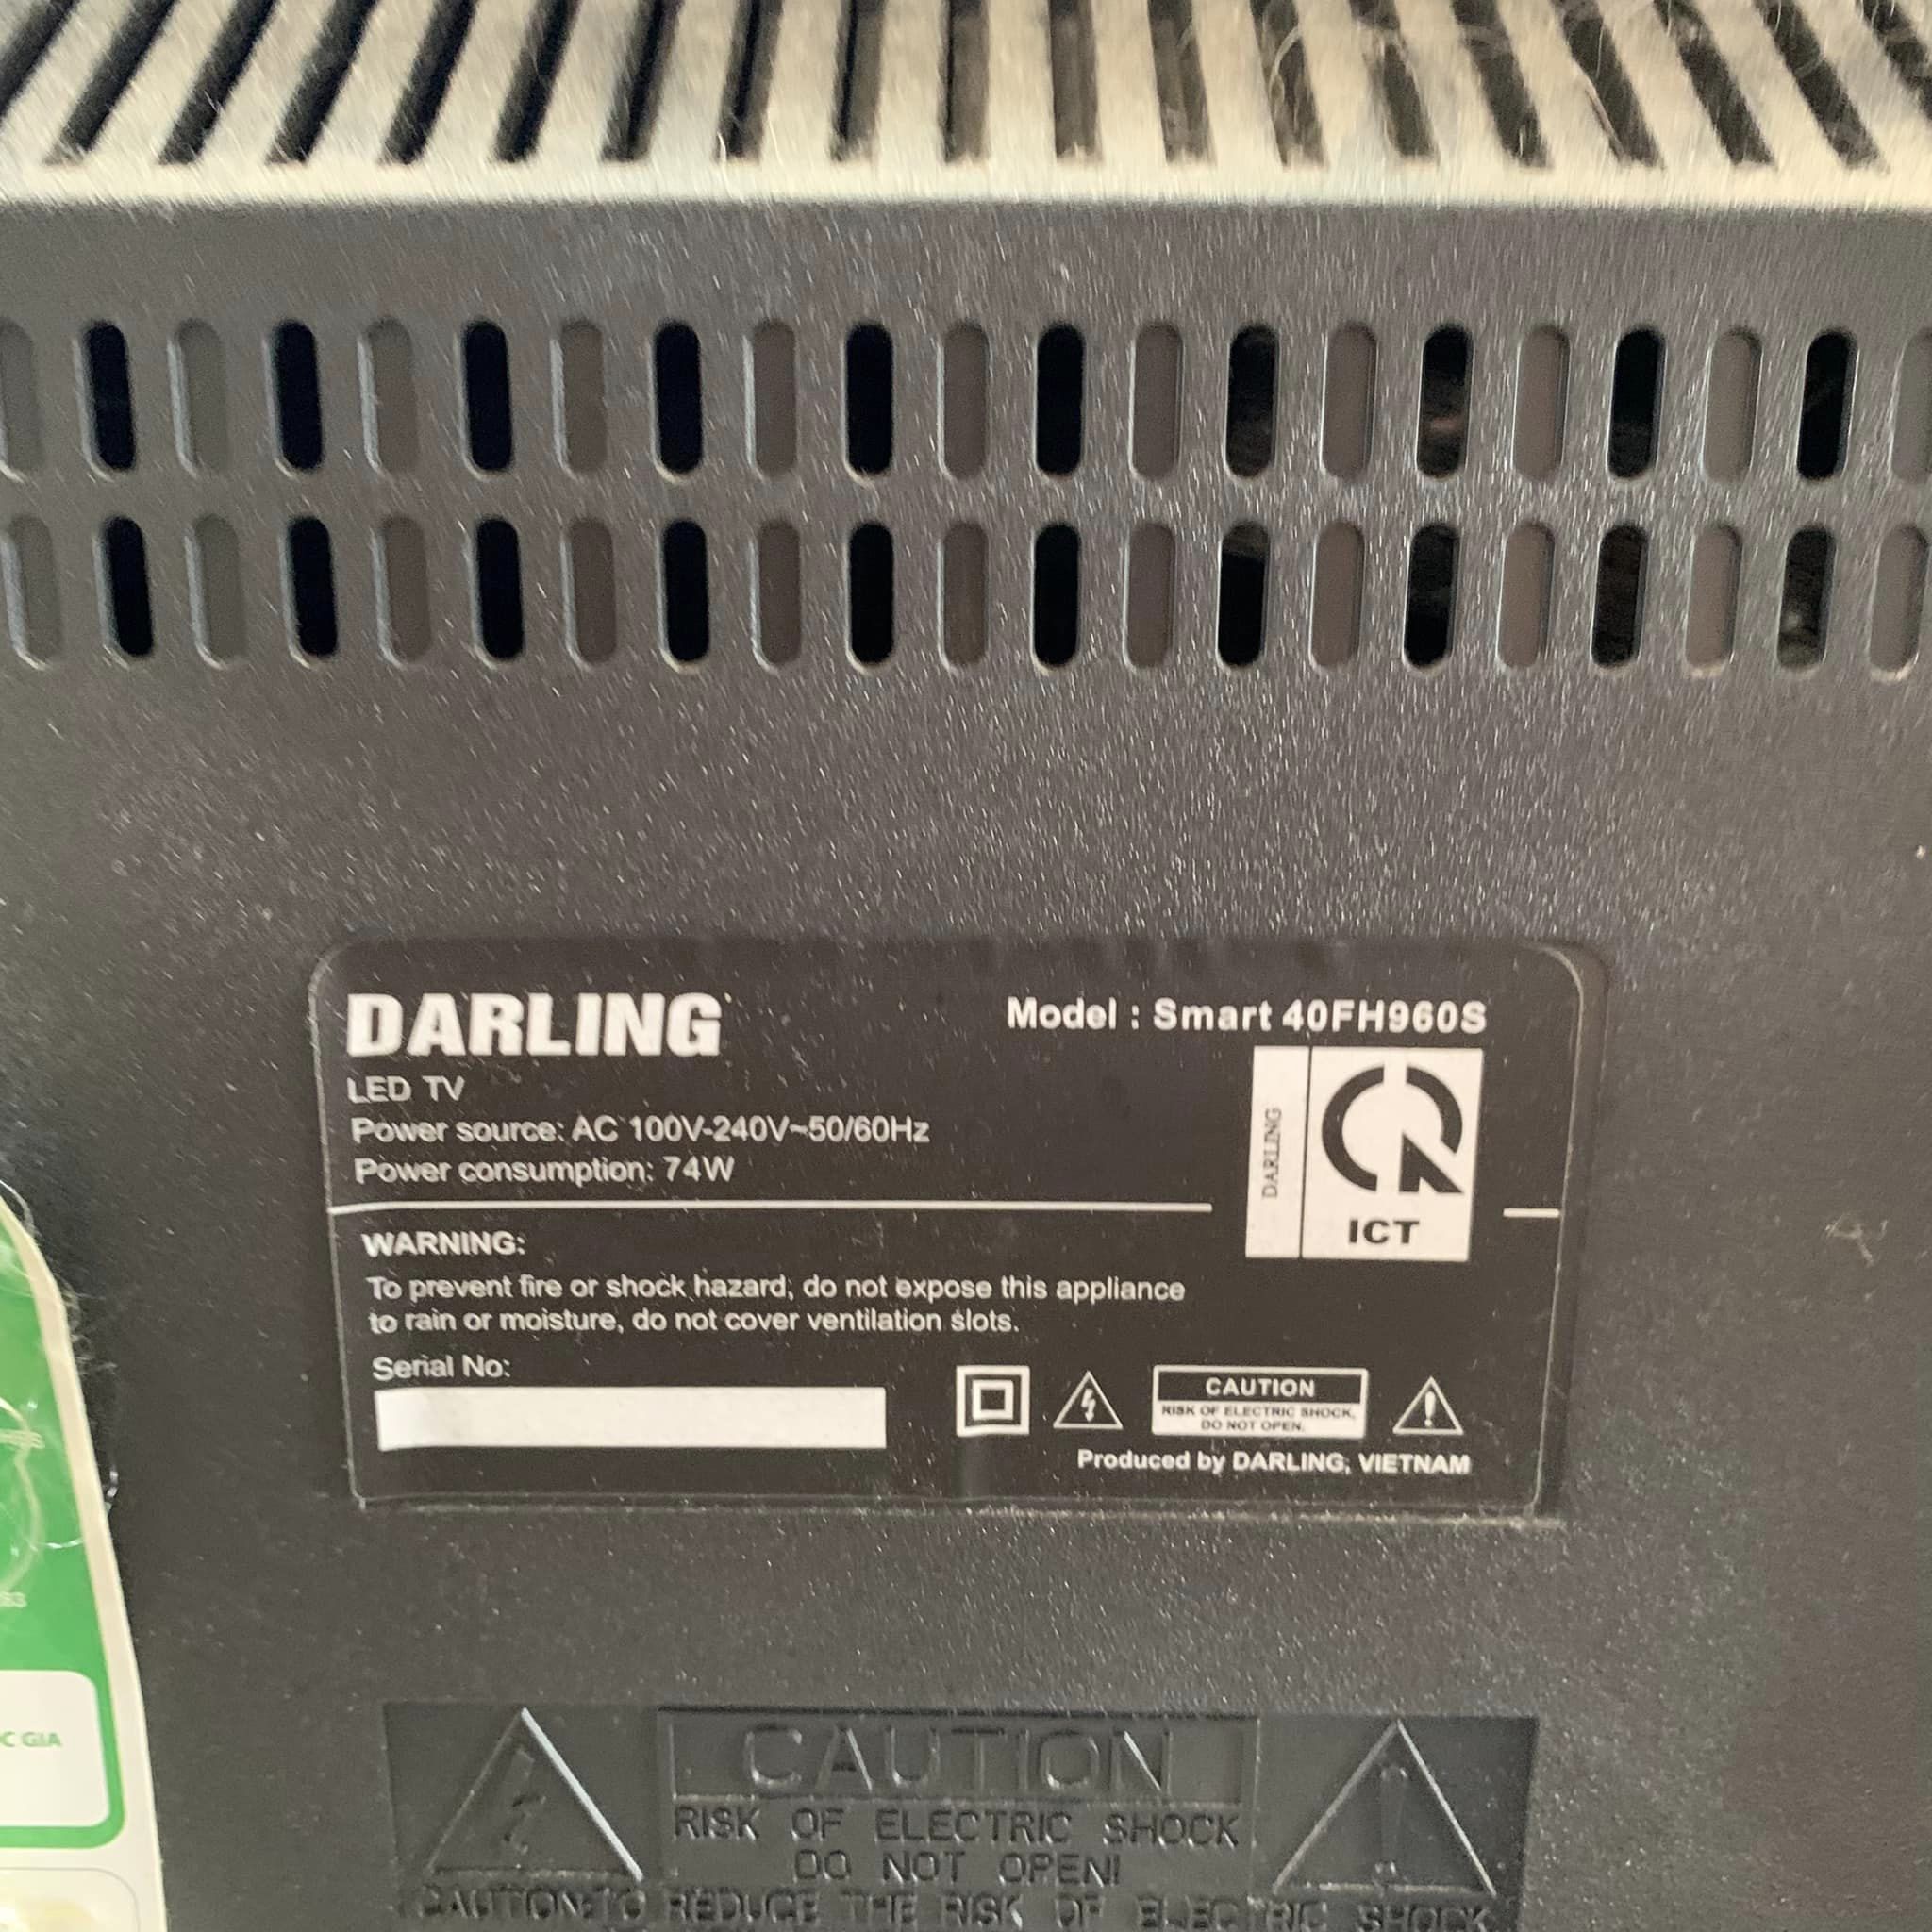 DARLING
Model : Smart 40FH960S
LED TV
Power source: AC 100V-240V~50/60Hz
Power consumption: 74W
DARLING
ICT
WARNING:
To prevent fire or shock hazard, do not expose this appliance
to rain or moisture, do not cover ventilation slots.
Serial No:
CAUTION
RISK OF ELECTRIC SHOCK,
DO NOT OPEN.
Produced by DARLING, VIETNAM
C GIA
CAUTION
RISK OF ELECTRIC SHOCK
DO NOT OPEN!
CAUTION:TO REDUCE THE RISK OF ELECTRIC SHOCK